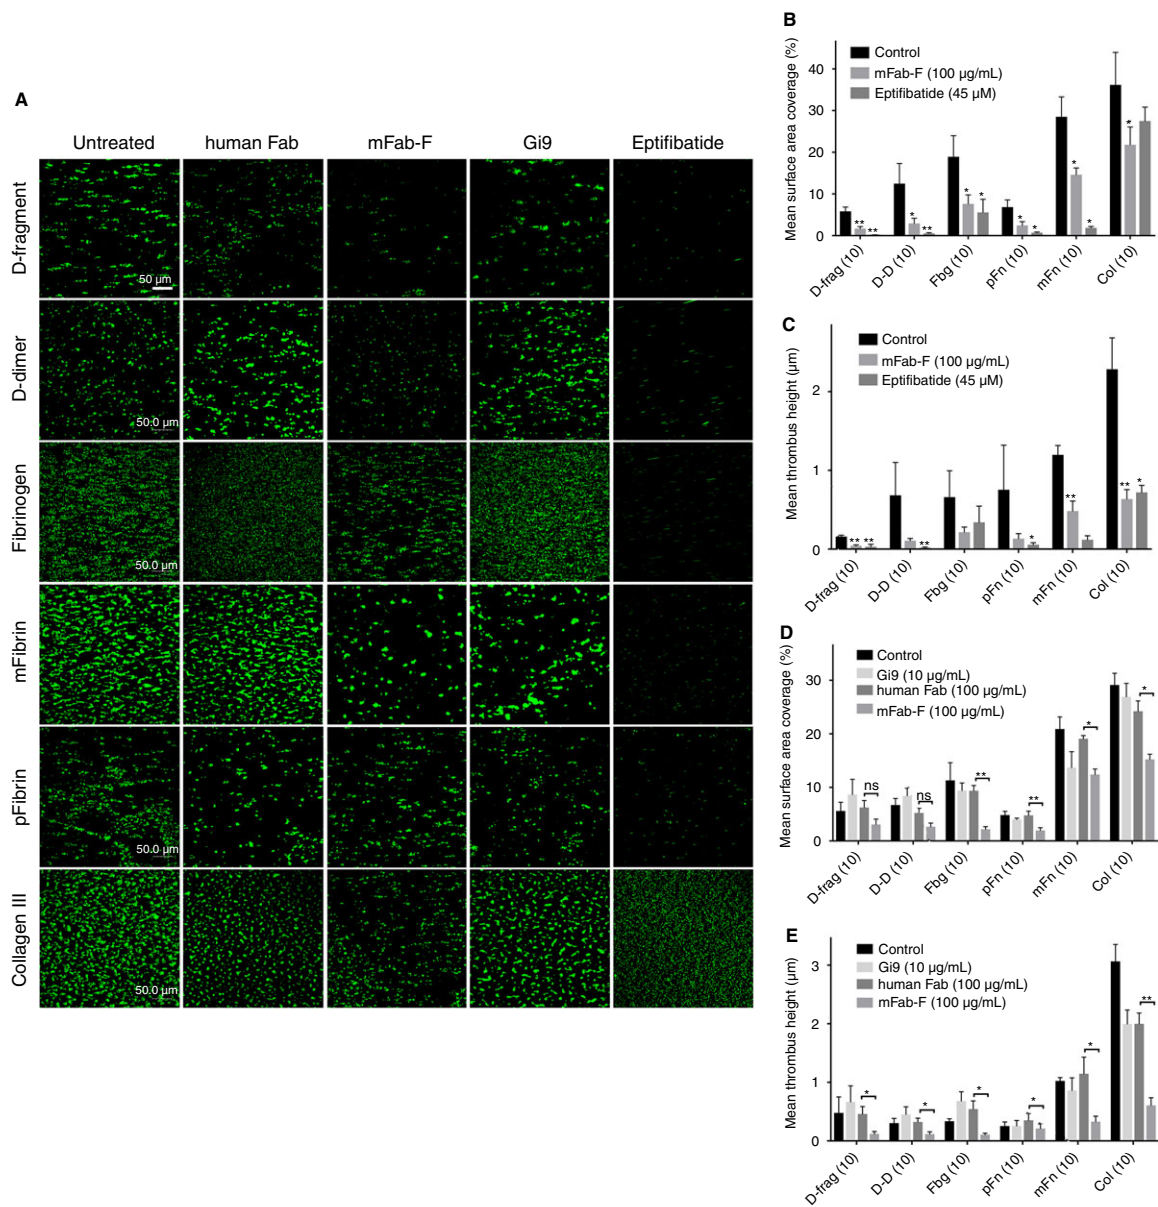 A
Untreated human Fab mFab-F Gi9 Eptifibatide
D-fragment
50 µm
D-dimer
50.0 µm
Fibrinogen
50.0 µm
mFibrin
pFibrin
50.0 µm
Collagen III
50.0 µm
B
Mean surface area coverage (%)
40
30
20
10
0
Control
mFab-F (100 µg/mL)
Eptifibatide (45 µM)
** ** * ** * * * * * * *
D-frag (10) D-D (10) Fbg (10) pFn (10) mFn (10) Col (10)
C
Mean thrombus height (µm)
2
1
0
Control
mFab-F (100 µg/mL)
Eptifibatide (45 µM)
** ** ** * ** ** *
D-frag (10) D-D (10) Fbg (10) pFn (10) mFn (10) Col (10)
D
Mean surface area coverage (%)
30
20
10
0
Control
Gi9 (10 µg/mL)
human Fab (100 µg/mL)
mFab-F (100 µg/mL)
ns ns ** ** * *
D-frag (10) D-D (10) Fbg (10) pFn (10) mFn (10) Col (10)
E
Mean thrombus height (µm)
3
2
1
0
Control
Gi9 (10 µg/mL)
human Fab (100 µg/mL)
mFab-F (100 µg/mL)
* * * * * **
D-frag (10) D-D (10) Fbg (10) pFn (10) mFn (10) Col (10)